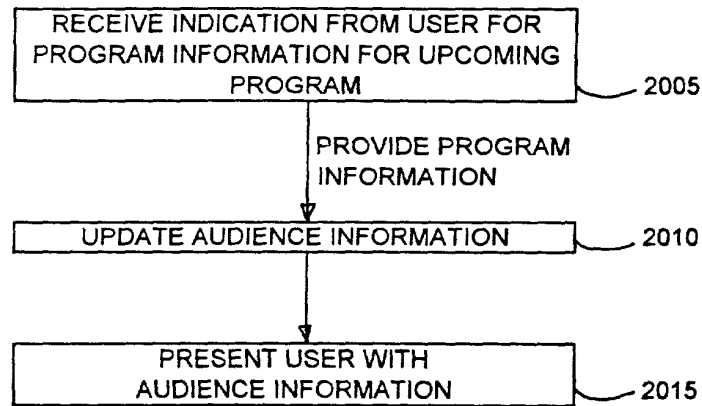 RECEIVE INDICATION FROM USER FOR
PROGRAM INFORMATION FOR UPCOMING
PROGRAM
2005
PROVIDE PROGRAM
INFORMATION
UPDATE AUDIENCE INFORMATION
2010
PRESENT USER WITH
AUDIENCE INFORMATION
2015